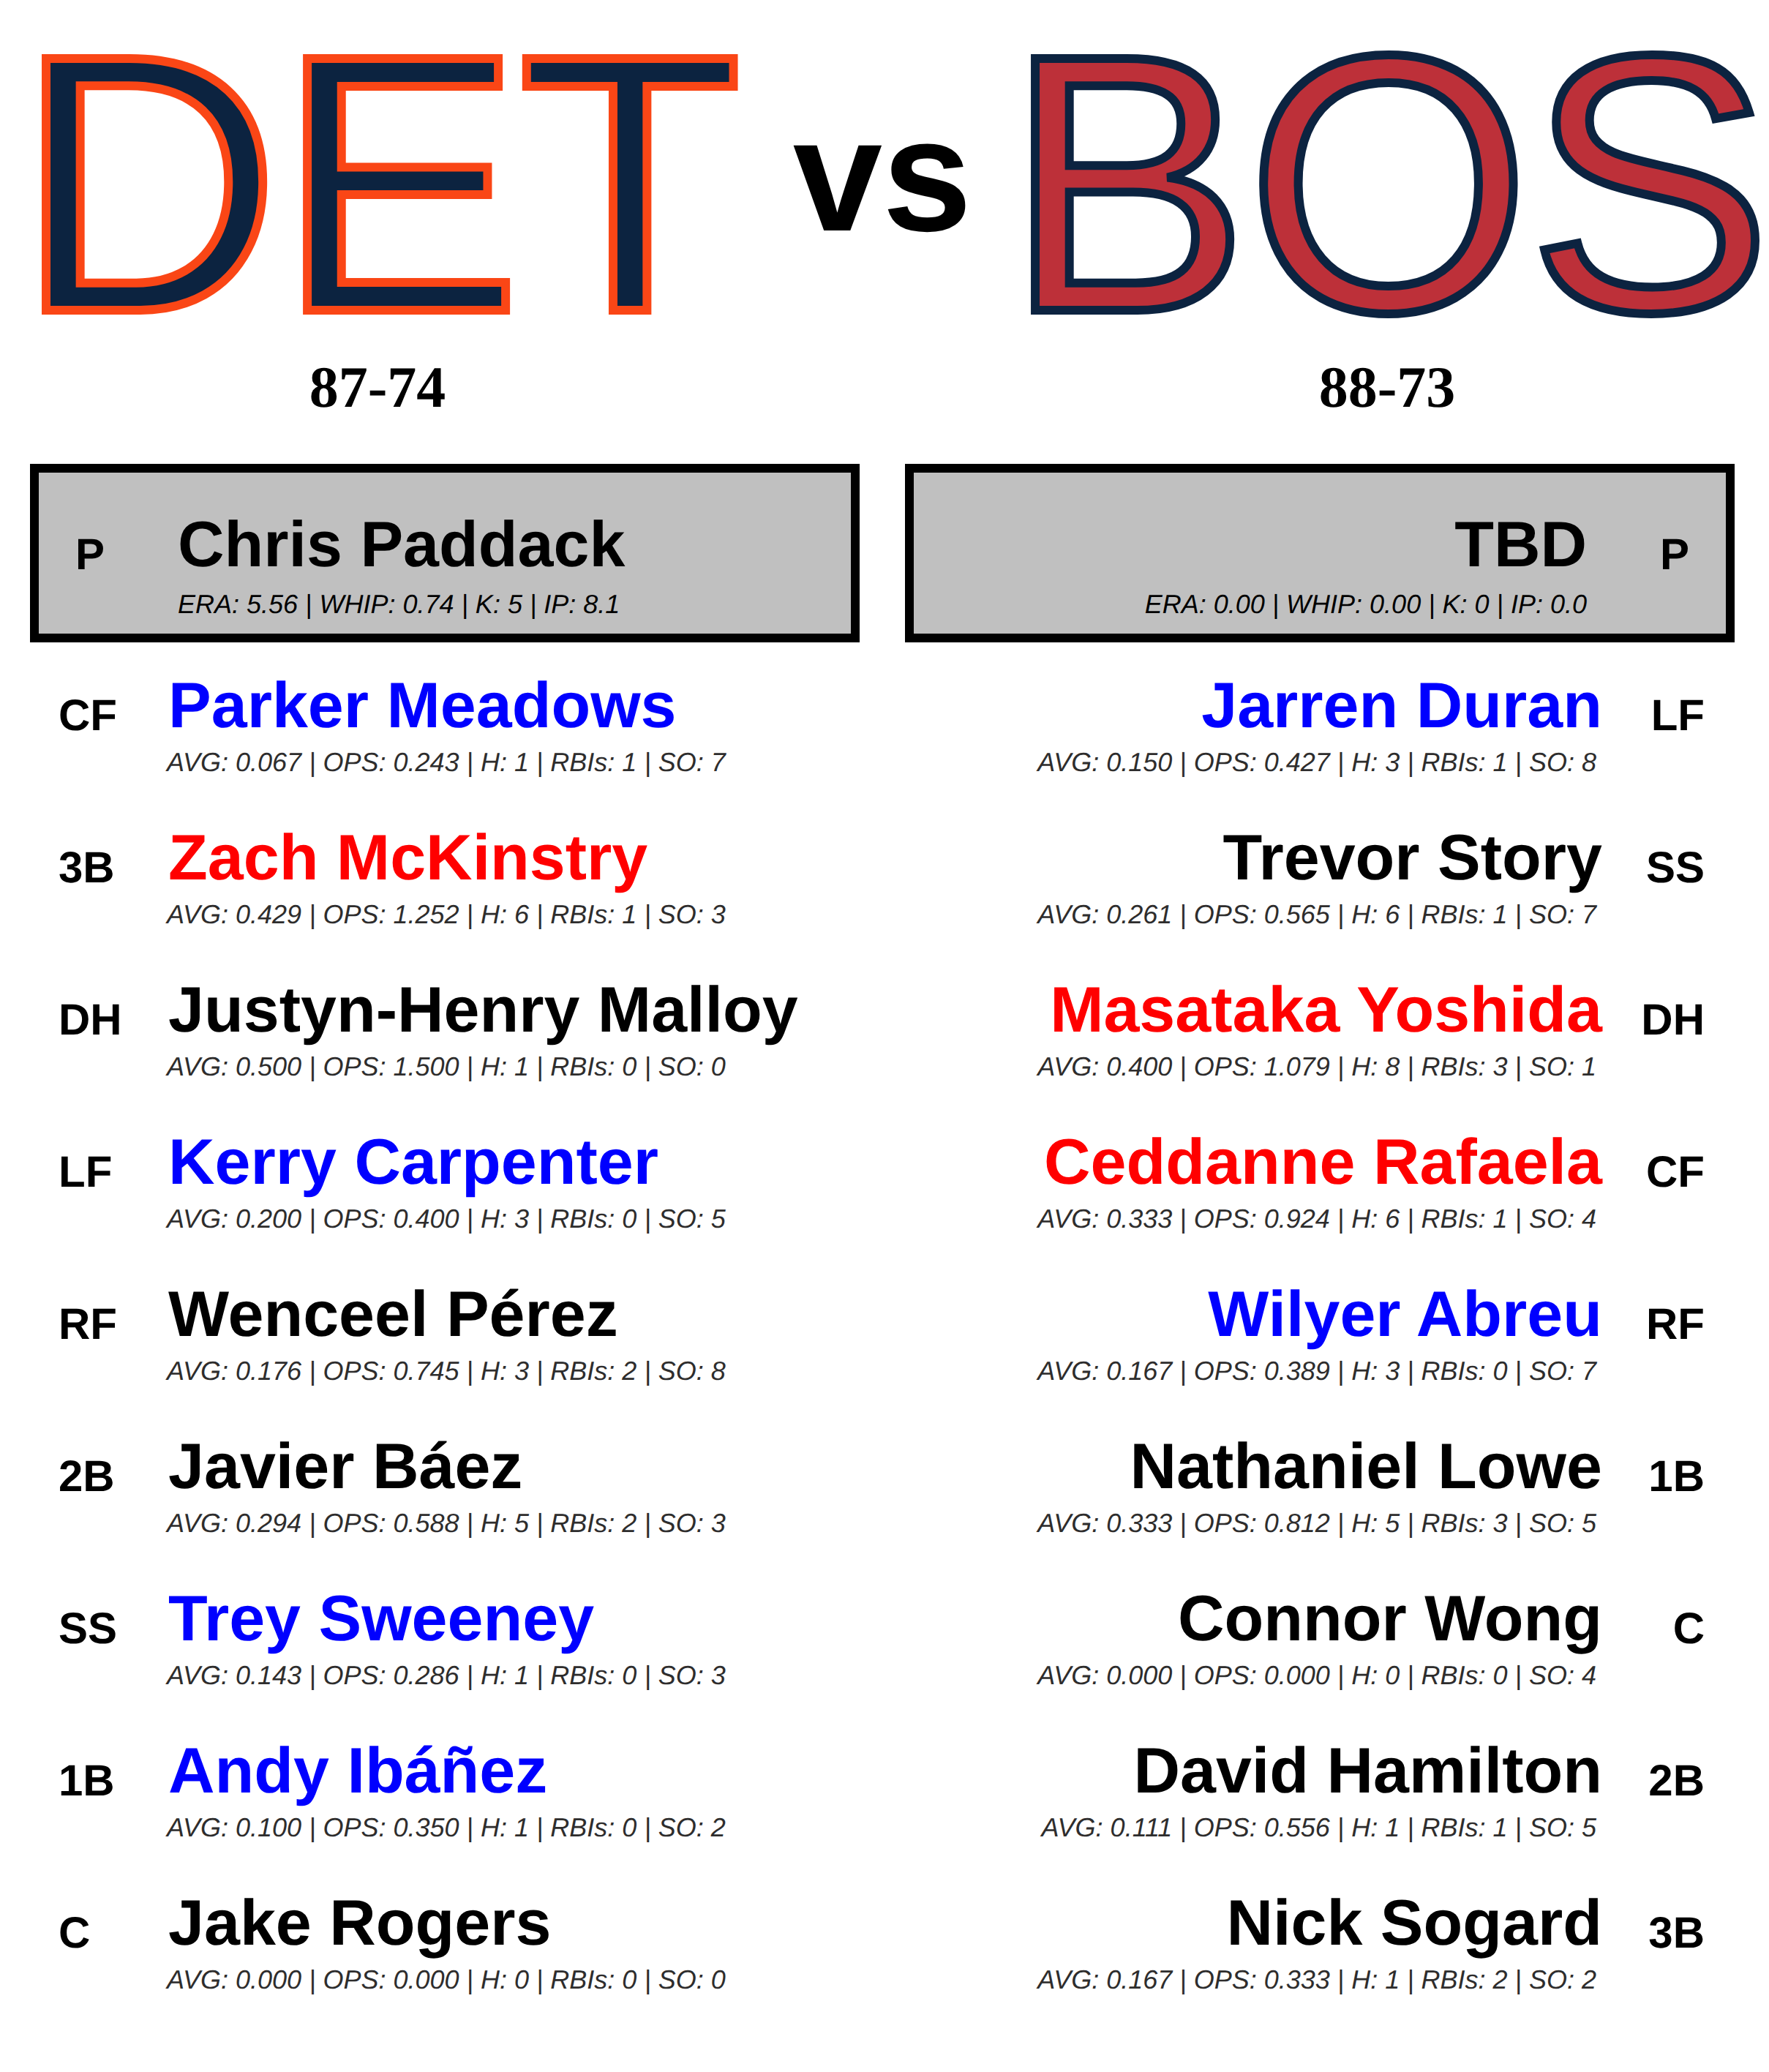 DET vs BOS
87-74
88-73
P Chris Paddack
ERA: 5.56 | WHIP: 0.74 | K: 5 | IP: 8.1
TBD P
ERA: 0.00 | WHIP: 0.00 | K: 0 | IP: 0.0
CF Parker Meadows
AVG: 0.067 | OPS: 0.243 | H: 1 | RBIs: 1 | SO: 7
3B Zach McKinstry
AVG: 0.429 | OPS: 1.252 | H: 6 | RBIs: 1 | SO: 3
DH Justyn-Henry Malloy
AVG: 0.500 | OPS: 1.500 | H: 1 | RBIs: 0 | SO: 0
LF Kerry Carpenter
AVG: 0.200 | OPS: 0.400 | H: 3 | RBIs: 0 | SO: 5
RF Wenceel Pérez
AVG: 0.176 | OPS: 0.745 | H: 3 | RBIs: 2 | SO: 8
2B Javier Báez
AVG: 0.294 | OPS: 0.588 | H: 5 | RBIs: 2 | SO: 3
SS Trey Sweeney
AVG: 0.143 | OPS: 0.286 | H: 1 | RBIs: 0 | SO: 3
1B Andy Ibáñez
AVG: 0.100 | OPS: 0.350 | H: 1 | RBIs: 0 | SO: 2
C Jake Rogers
AVG: 0.000 | OPS: 0.000 | H: 0 | RBIs: 0 | SO: 0
Jarren Duran LF
AVG: 0.150 | OPS: 0.427 | H: 3 | RBIs: 1 | SO: 8
Trevor Story SS
AVG: 0.261 | OPS: 0.565 | H: 6 | RBIs: 1 | SO: 7
Masataka Yoshida DH
AVG: 0.400 | OPS: 1.079 | H: 8 | RBIs: 3 | SO: 1
Ceddanne Rafaela CF
AVG: 0.333 | OPS: 0.924 | H: 6 | RBIs: 1 | SO: 4
Wilyer Abreu RF
AVG: 0.167 | OPS: 0.389 | H: 3 | RBIs: 0 | SO: 7
Nathaniel Lowe 1B
AVG: 0.333 | OPS: 0.812 | H: 5 | RBIs: 3 | SO: 5
Connor Wong C
AVG: 0.000 | OPS: 0.000 | H: 0 | RBIs: 0 | SO: 4
David Hamilton 2B
AVG: 0.111 | OPS: 0.556 | H: 1 | RBIs: 1 | SO: 5
Nick Sogard 3B
AVG: 0.167 | OPS: 0.333 | H: 1 | RBIs: 2 | SO: 2